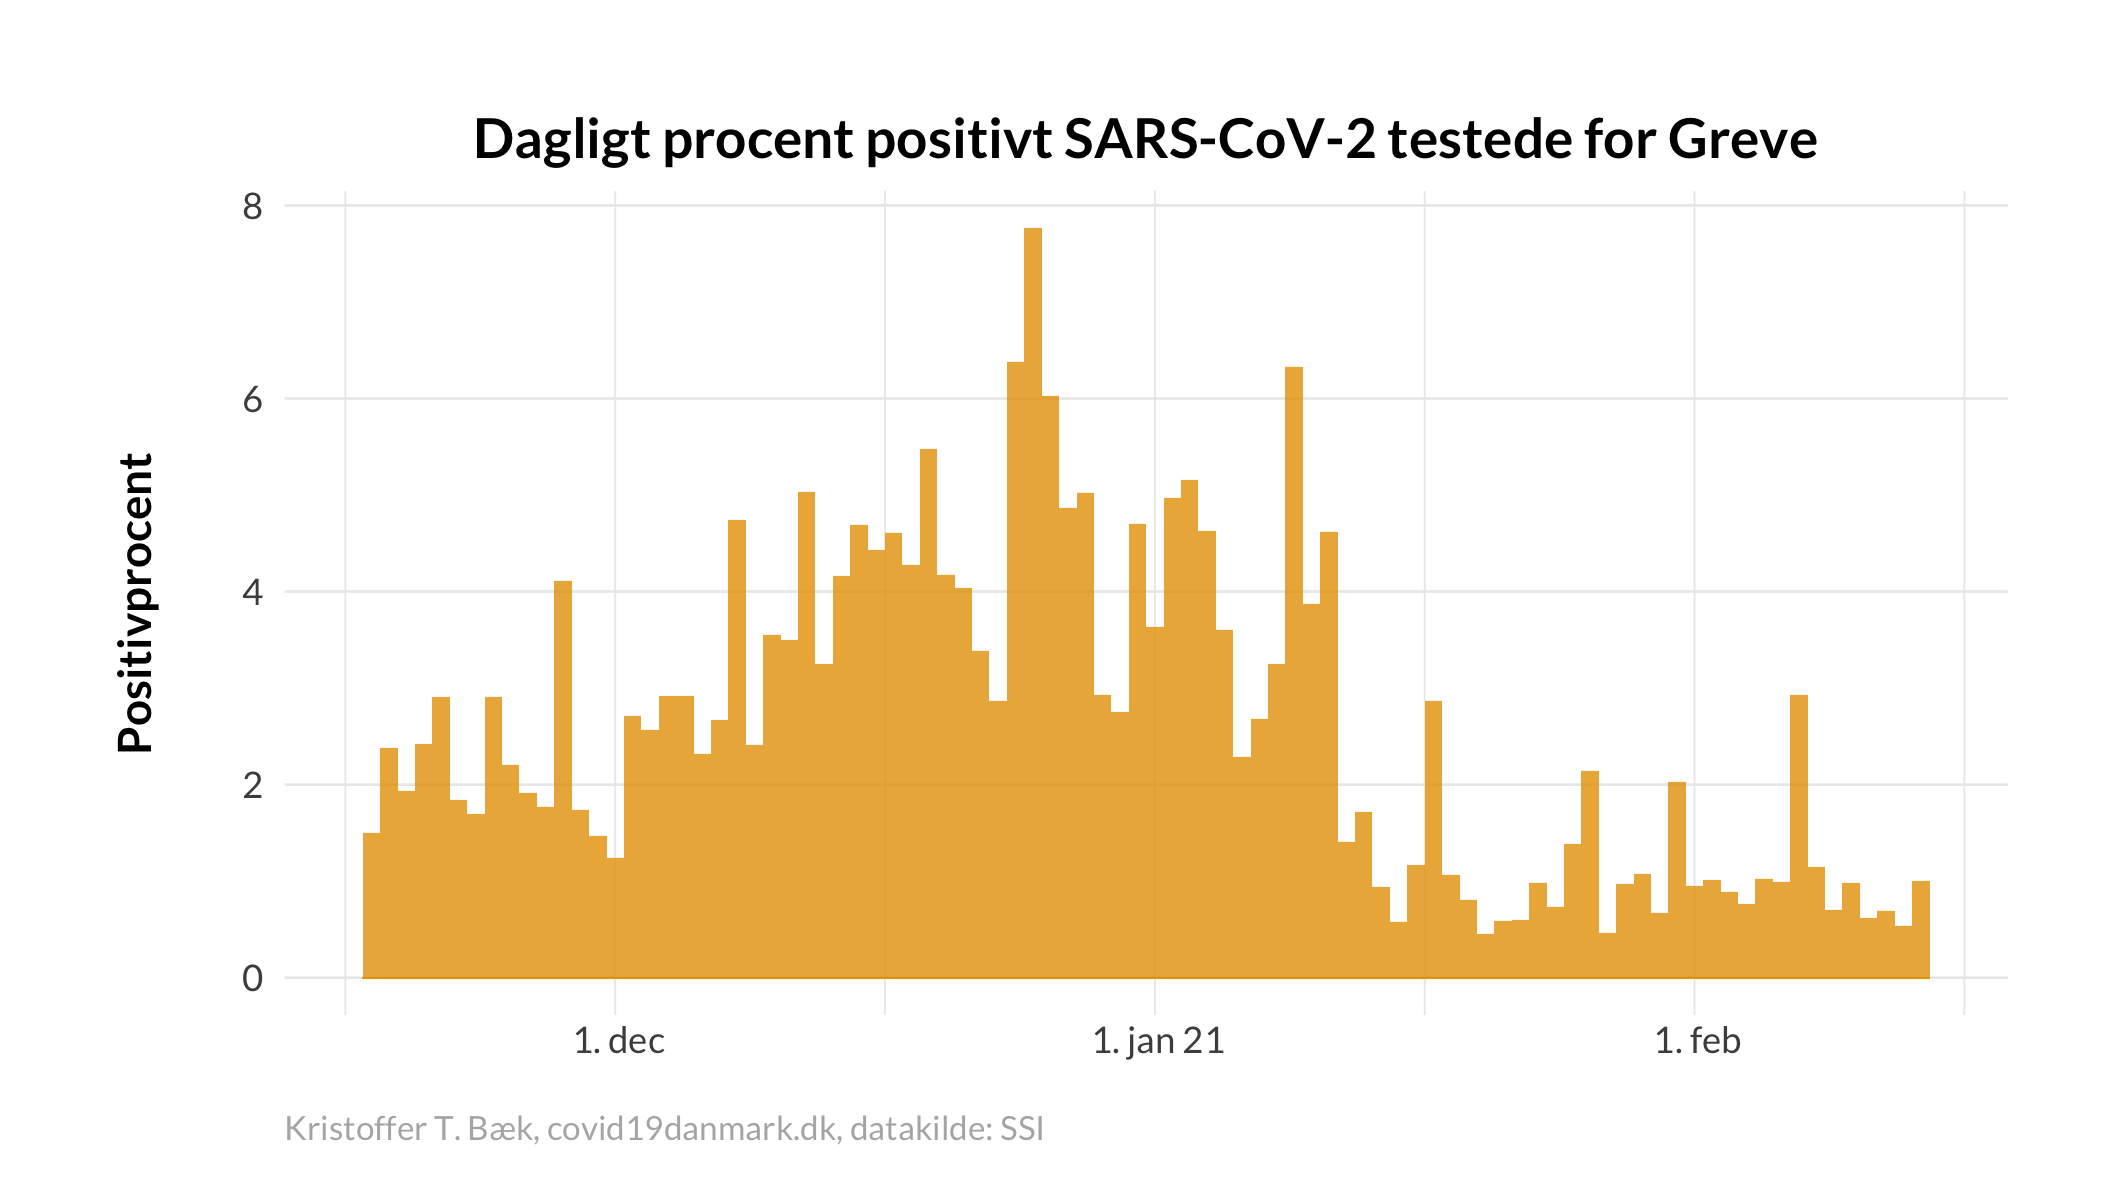 Dagligt procent positivt SARS-CoV-2 testede for Greve
Positivprocent
8
6
4
2
0
1. dec
1. jan 21
1. feb
Kristoffer T. Bæk, covid19danmark.dk, datakilde: SSI